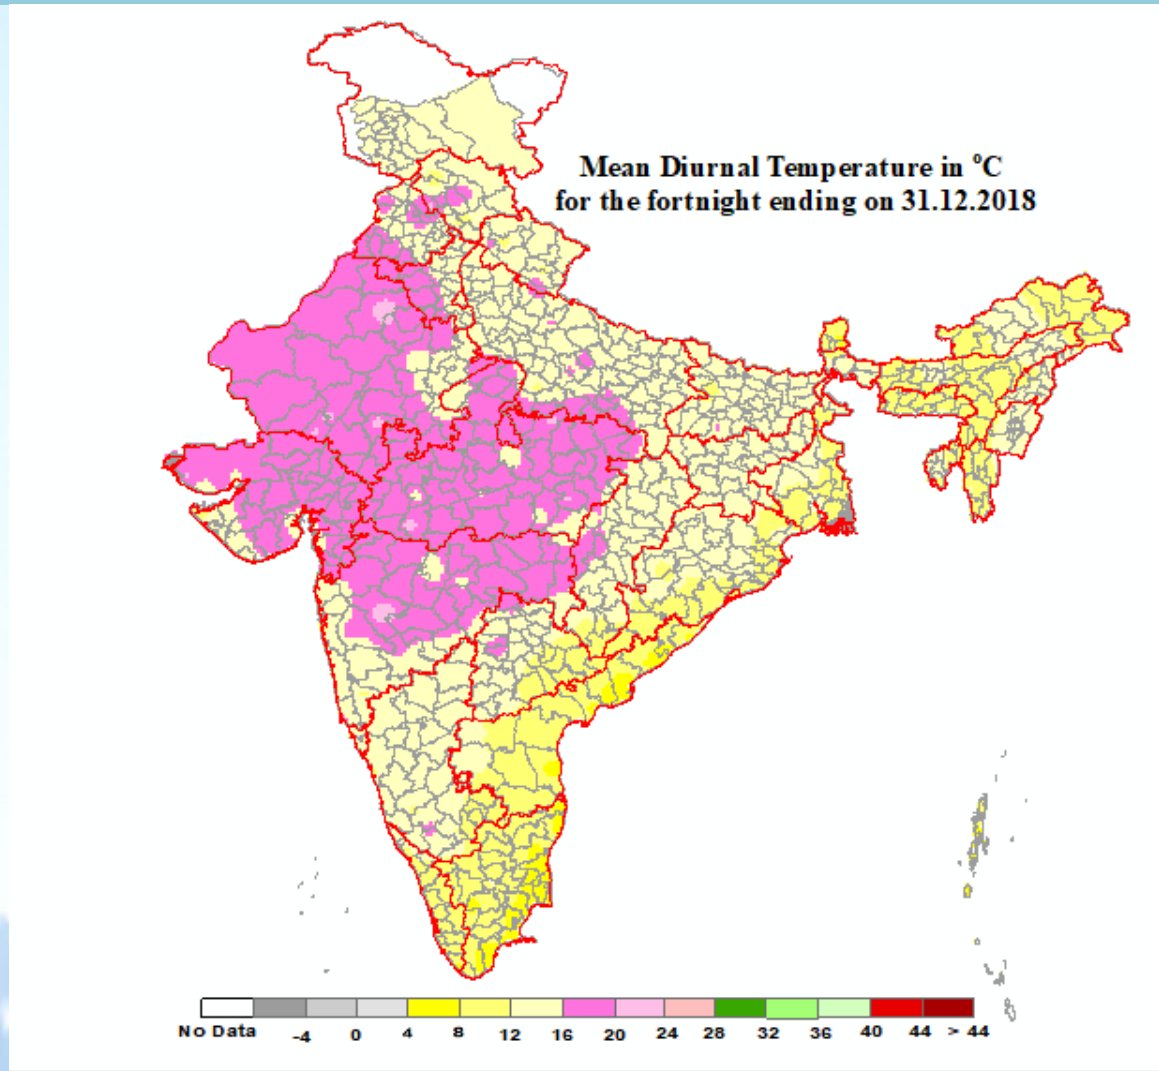 Mean Diurnal Temperature in °C
for the fortnight ending on 31.12.2018
No Data -4 0 4 8 12 16 20 24 28 32 36 40 44 > 44